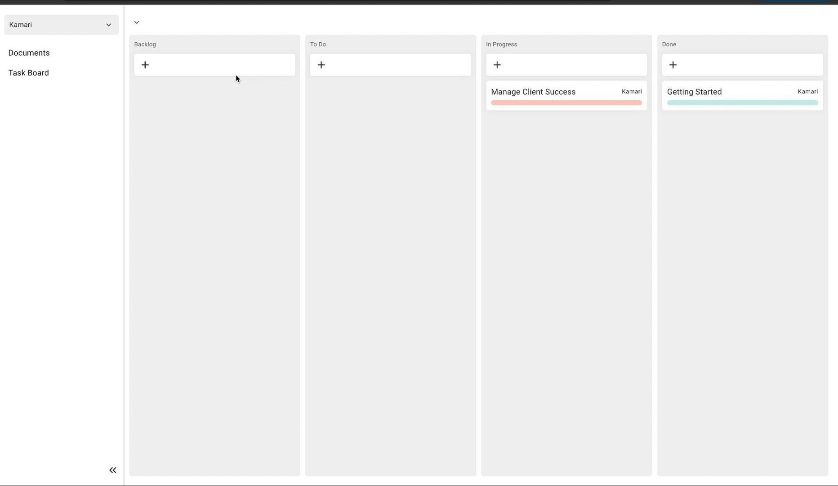 Kamari
Documents
Task Board
Backlog
To Do
In Progress
Done
Manage Client Success
Kamari
Getting Started
Kamari